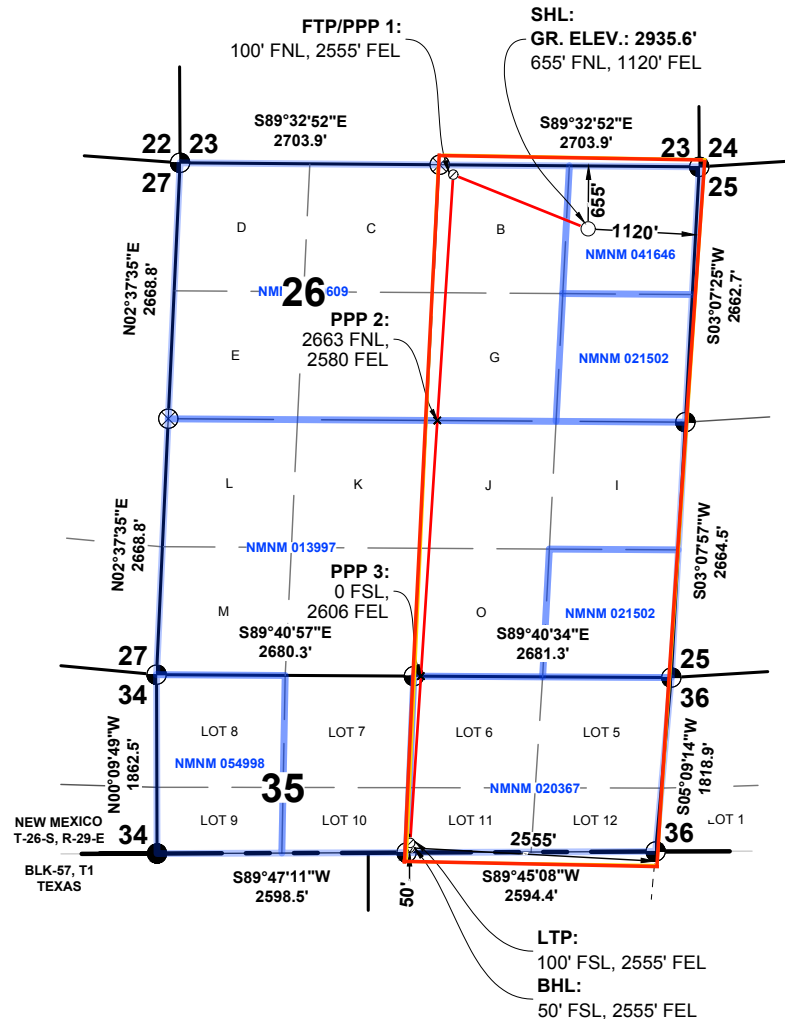 FTP/PPP 1:
100' FNL, 2555' FEL
SHL:
GR. ELEV.: 2935.6'
655' FNL, 1120' FEL
S89°32'52"E
2703.9'
S89°32'52"E
2703.9'
22 23
27
23 24
25
655'
1120'
D
C
B
NMNM 041646
N02°37'35"E
2668.8'
S03°07'25"W
2662.7'
26
609
PPP 2:
2663 FNL,
2580 FEL
E
G
NMNM 021502
L
K
J
I
N02°37'35"E
2668.8'
S03°07'57"W
2664.5'
NMNM 013997
PPP 3:
0 FSL,
2606 FEL
M
O
NMNM 021502
S89°40'57"E
2680.3'
S89°40'34"E
2681.3'
27
34
25
36
N00°09'49"W
1862.5'
S05°09'14"W
1818.9'
LOT 8
LOT 7
LOT 6
LOT 5
NMNM 054998
35
NMNM 020367
LOT 9
LOT 10
LOT 11
LOT 12
LOT 1
NEW MEXICO
T-26-S, R-29-E
34
2555'
36
BLK-57, T1
TEXAS
S89°47'11"W
2598.5'
50'
S89°45'08"W
2594.4'
LTP:
100' FSL, 2555' FEL
BHL:
50' FSL, 2555' FEL